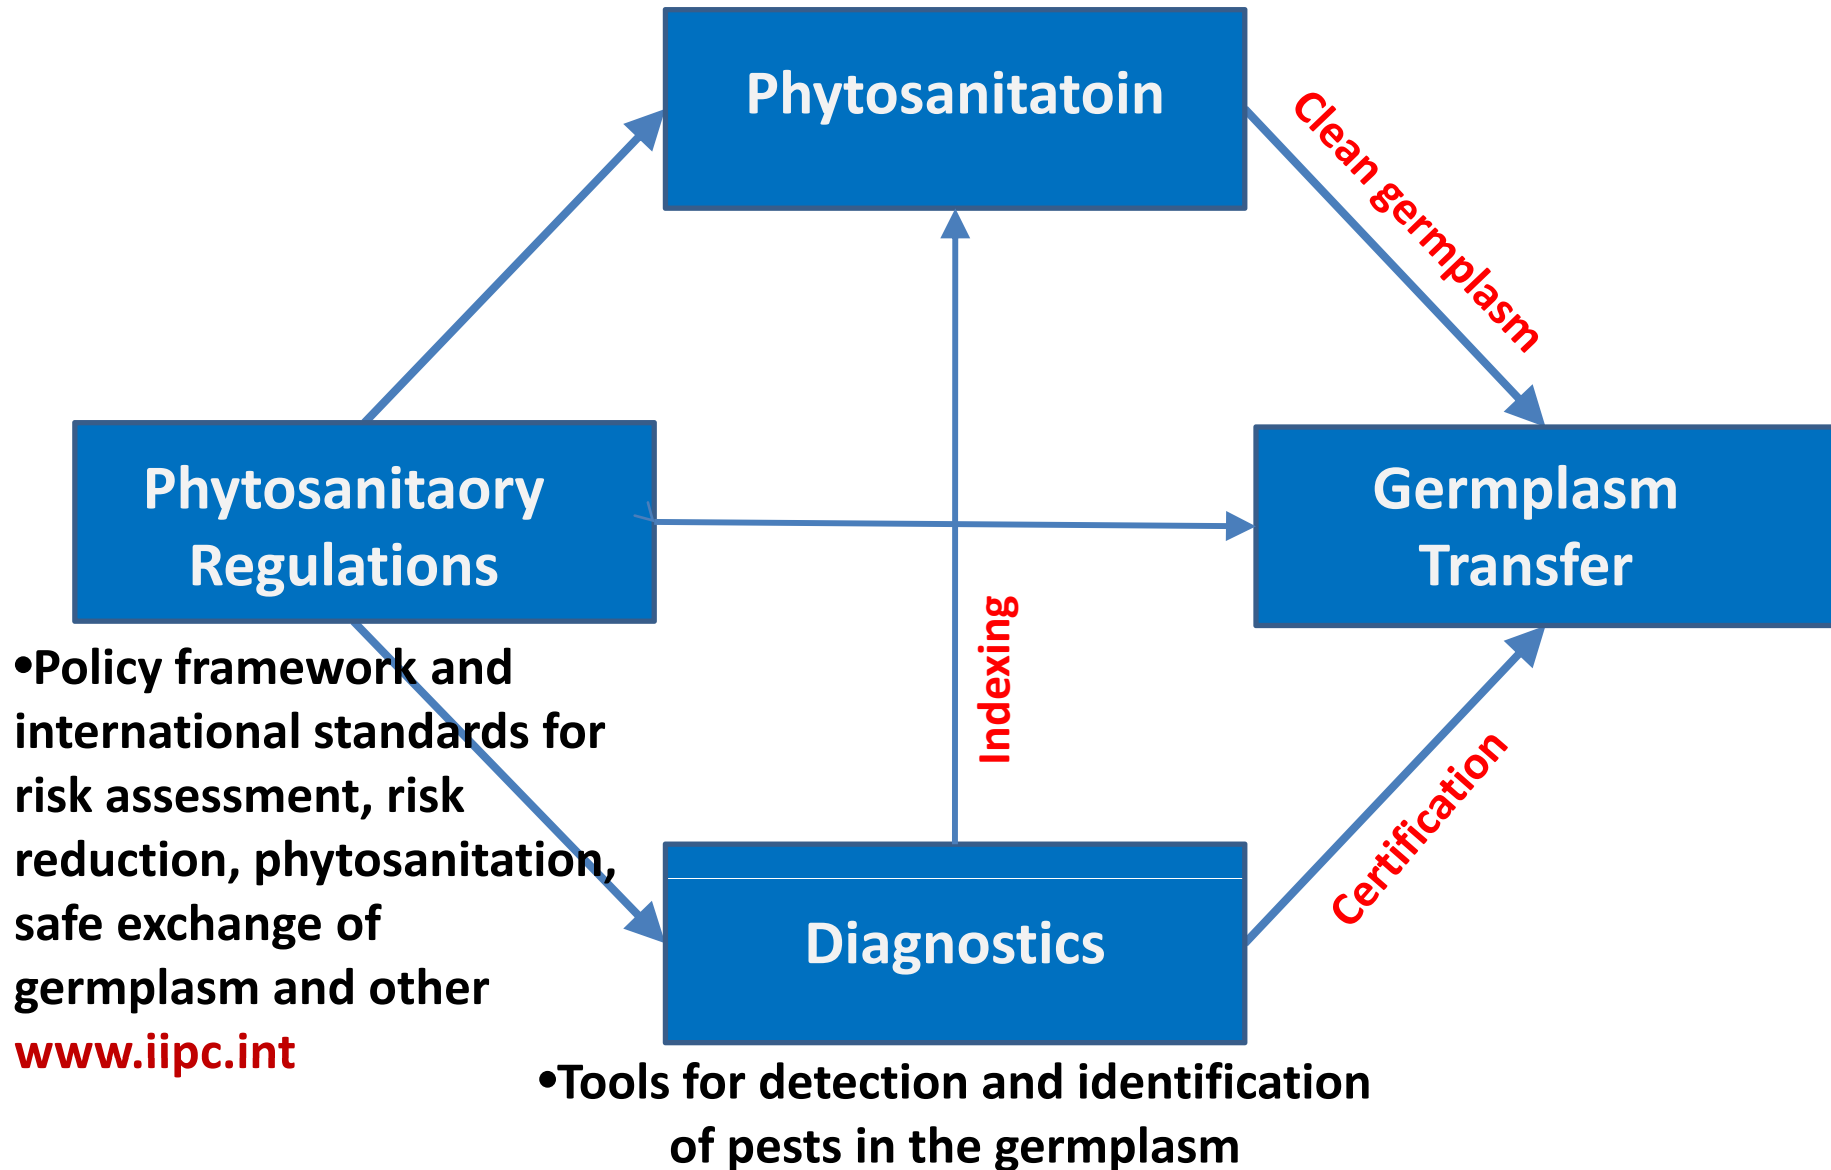 Phytosanitatoin
Clean germplasm
Phytosanitaory
Regulations
Germplasm
Transfer
Indexing
Certification
•Policy framework and
international standards for
risk assessment, risk
reduction, phytosanitation,
safe exchange of
germplasm and other
www.iipc.int
Diagnostics
•Tools for detection and identification
of pests in the germplasm